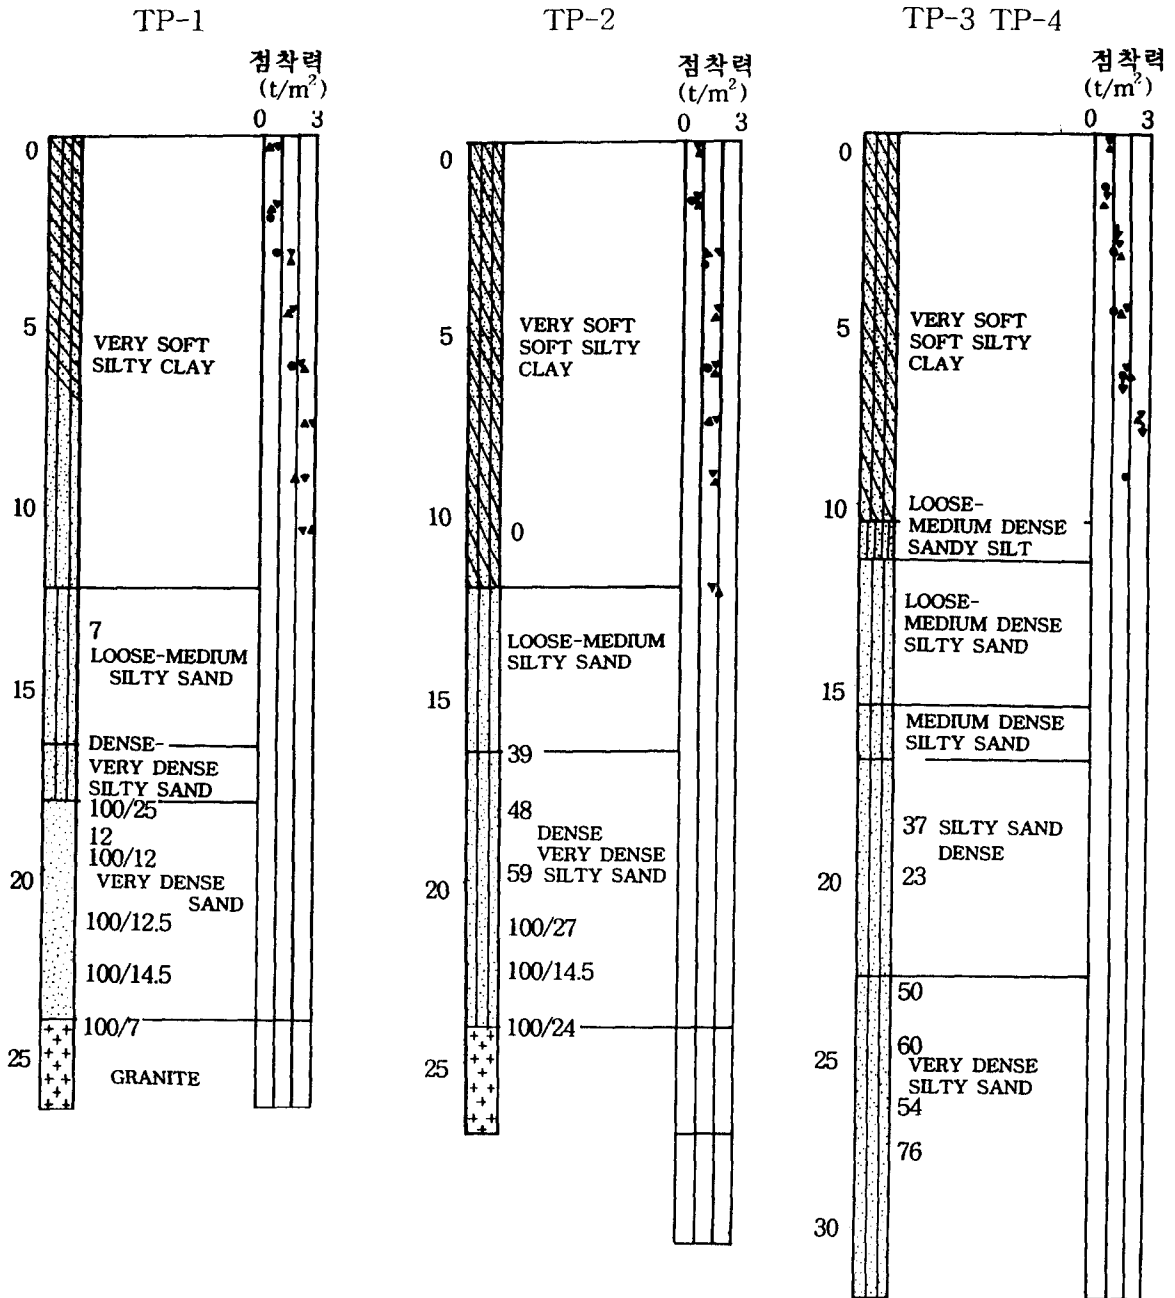 TP-1
점착력
(t/m²)
0 3
0
5
10
15
20
25
VERY SOFT
SILTY CLAY
7
LOOSE-MEDIUM
SILTY SAND
DENSE-
VERY DENSE
SILTY SAND
100/25
12
100/12
VERY DENSE
SAND
100/12.5
100/14.5
100/7
GRANITE
TP-2
점착력
(t/m²)
0 3
0
5
10
15
20
25
VERY SOFT
SOFT SILTY
CLAY
0
LOOSE-MEDIUM
SILTY SAND
39
48
DENSE
VERY DENSE
59 SILTY SAND
100/27
100/14.5
100/24
TP-3 TP-4
점착력
(t/m²)
0 3
0
5
10
15
20
25
30
VERY SOFT
SOFT SILTY
CLAY
LOOSE-
MEDIUM DENSE
SANDY SILT
LOOSE-
MEDIUM DENSE
SILTY SAND
MEDIUM DENSE
SILTY SAND
37 SILTY SAND
DENSE
23
50
60
VERY DENSE
SILTY SAND
54
76